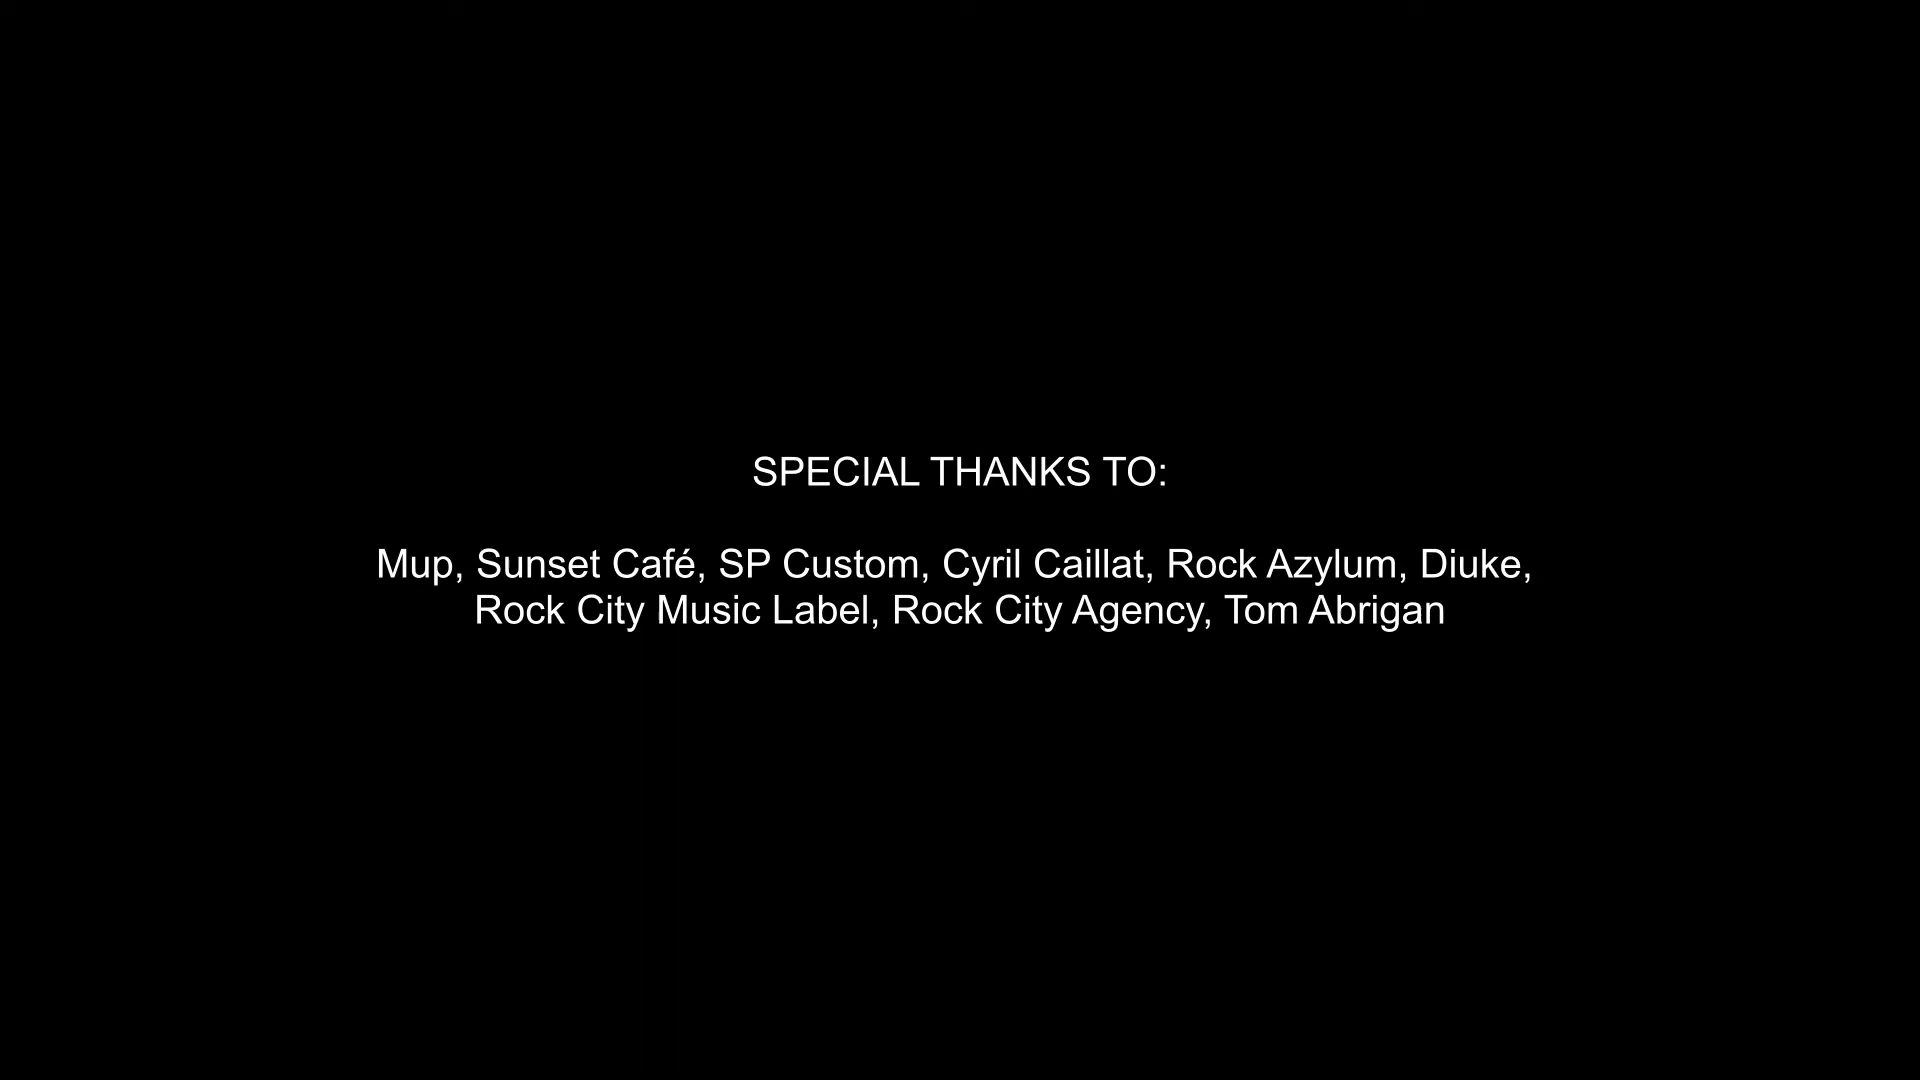 SPECIAL THANKS TO:
Mup, Sunset Café, SP Custom, Cyril Caillat, Rock Azylum, Diuke,
Rock City Music Label, Rock City Agency, Tom Abrigan